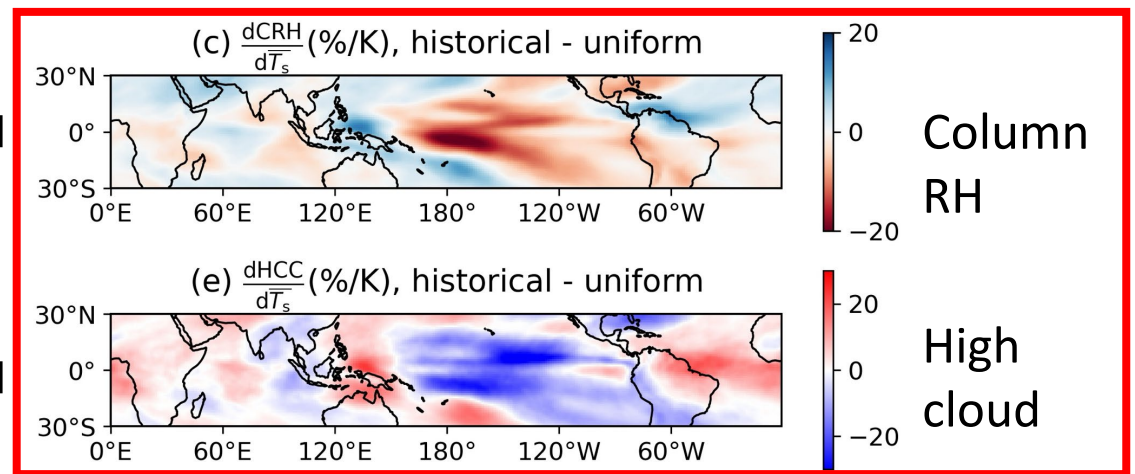 (c) dCRH/dT̅s (%/K), historical - uniform
30°N
0°
30°S
0°E 60°E 120°E 180° 120°W 60°W
20
0
−20
Column
RH
(e) dHCC/dT̅s (%/K), historical - uniform
30°N
0°
30°S
0°E 60°E 120°E 180° 120°W 60°W
20
0
−20
High
cloud